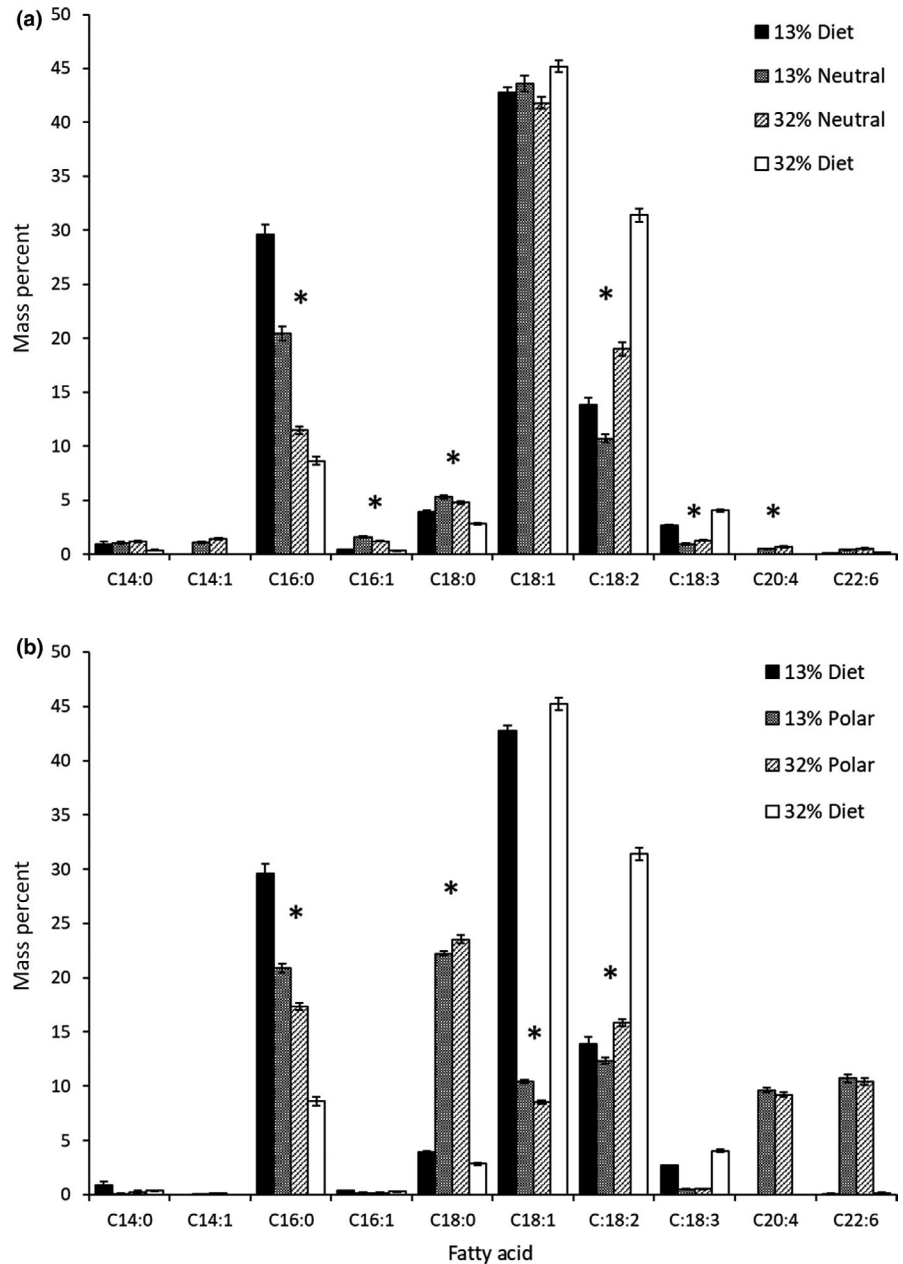 (a)
50
45
40
35
30
25
20
15
10
5
0
Mass percent
13% Diet
13% Neutral
32% Neutral
32% Diet
* * * * * *
C14:0 C14:1 C16:0 C16:1 C18:0 C18:1 C:18:2 C:18:3 C20:4 C22:6
(b)
50
45
40
35
30
25
20
15
10
5
0
Mass percent
13% Diet
13% Polar
32% Polar
32% Diet
* * * *
C14:0 C14:1 C16:0 C16:1 C18:0 C18:1 C:18:2 C:18:3 C20:4 C22:6
Fatty acid